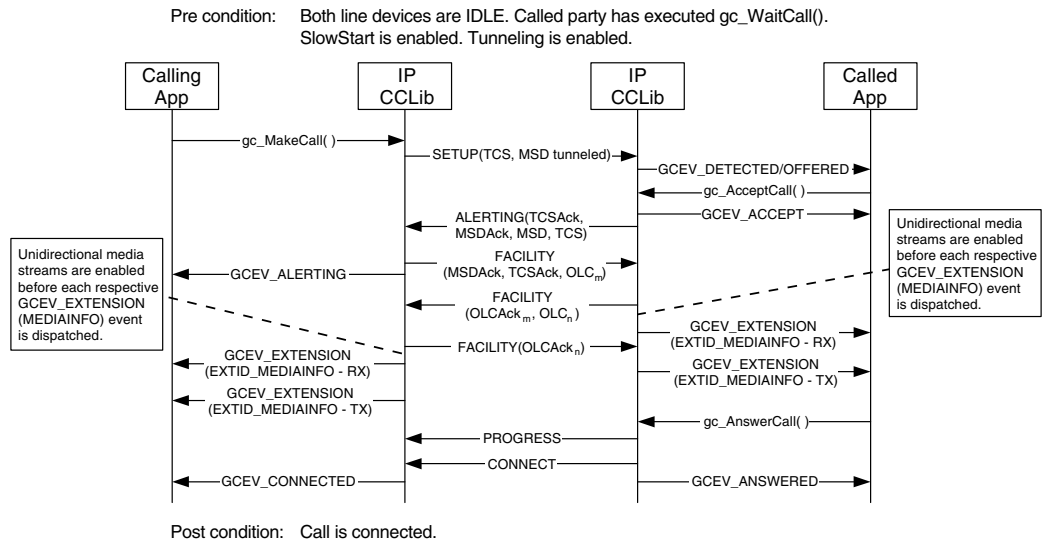 Pre condition: Both line devices are IDLE. Called party has executed gc_WaitCall().
SlowStart is enabled. Tunneling is enabled.
Calling
App
IP
CCLib
IP
CCLib
Called
App
gc_MakeCall( )
SETUP(TCS, MSD tunneled)
GCEV_DETECTED/OFFERED
gc_AcceptCall( )
ALERTING(TCSAck,
MSDAck, MSD, TCS)
GCEV_ACCEPT
Unidirectional media
streams are enabled
before each respective
GCEV_EXTENSION
(MEDIAINFO) event
is dispatched.
Unidirectional media
streams are enabled
before each respective
GCEV_EXTENSION
(MEDIAINFO) event
is dispatched.
GCEV_ALERTING
FACILITY
(MSDAck, TCSAck, OLCm)
FACILITY
(OLCAckm, OLCn)
GCEV_EXTENSION
(EXTID_MEDIAINFO - RX)
FACILITY(OLCAckn)
GCEV_EXTENSION
(EXTID_MEDIAINFO - RX)
GCEV_EXTENSION
(EXTID_MEDIAINFO - TX)
GCEV_EXTENSION
(EXTID_MEDIAINFO - TX)
gc_AnswerCall( )
PROGRESS
CONNECT
GCEV_CONNECTED
GCEV_ANSWERED
Post condition: Call is connected.